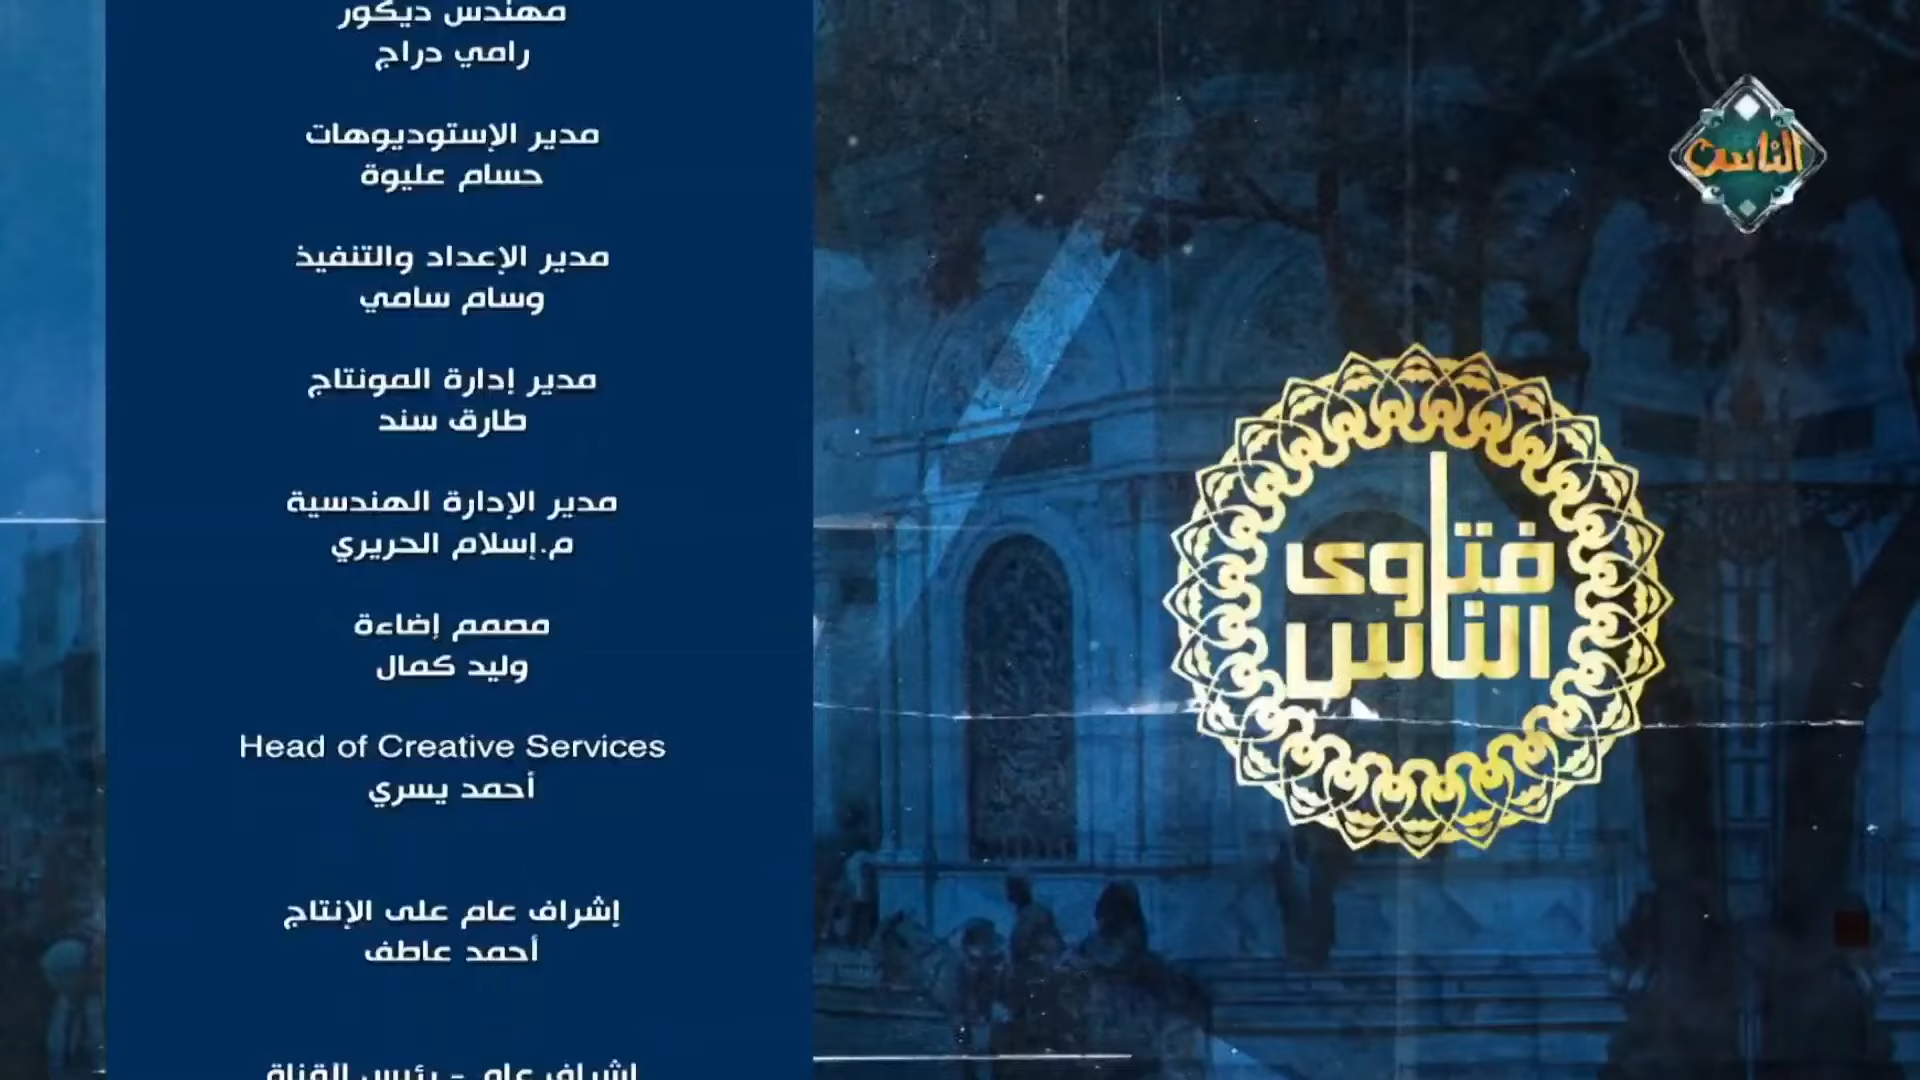 مهندس ديكور
رامي دراج
مدير الإستوديوهات
حسام عليوة
مدير الإعداد والتنفيذ
وسام سامي
مدير إدارة المونتاج
طارق سند
مدير الإدارة الهندسية
م.إسلام الحريري
مصمم إضاءة
وليد كمال
Head of Creative Services
أحمد يسري
إشراف عام على الإنتاج
أحمد عاطف
إشراف عام - رئيس القناة
الناس
فتاوى
الناس